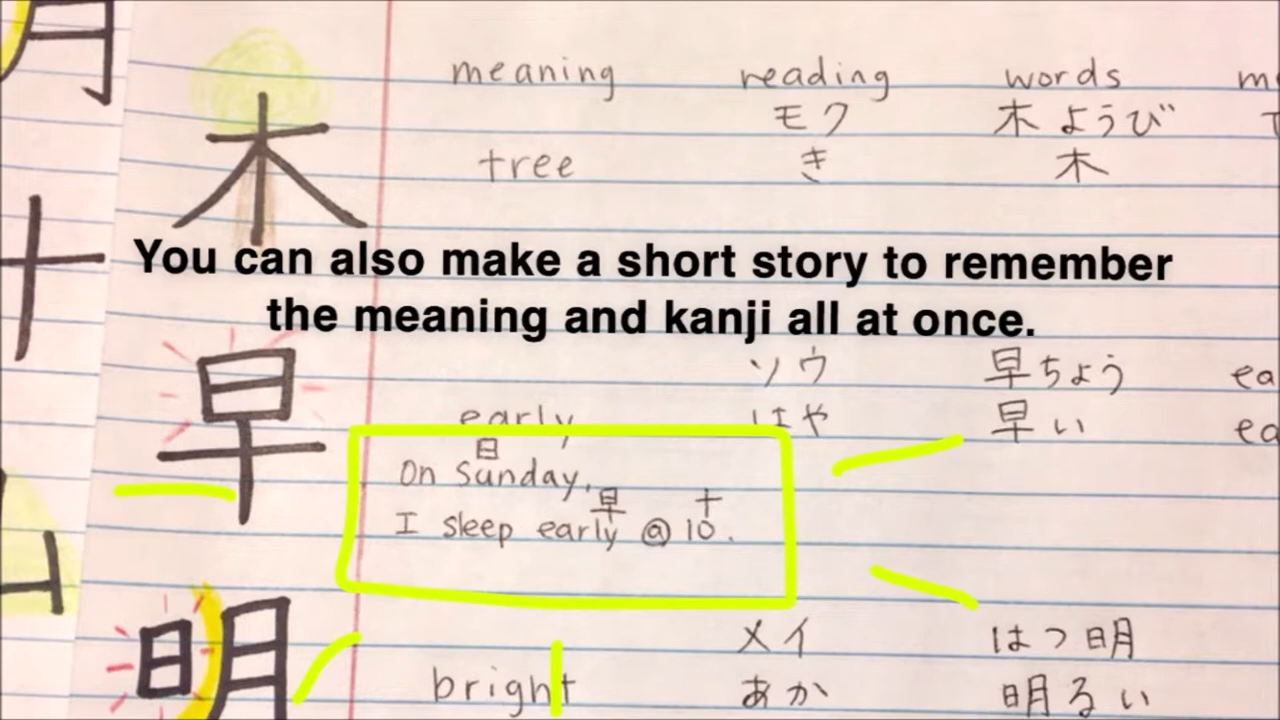 月
木
meaning reading words
モク 木ようび
tree き 木
十
You can also make a short story to remember
the meaning and kanji all at once.
早
ソウ 早ちょう
early はや 早い
日
On Sunday,
早 十
I sleep early @ 10.
明
メイ はつ明
bright あか 明るい